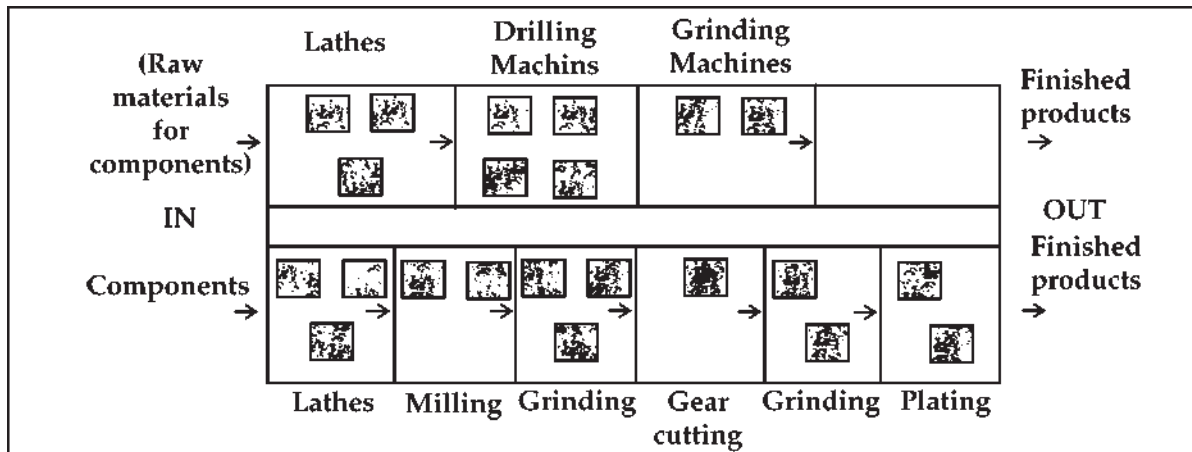 Lathes
Drilling
Machins
Grinding
Machines
(Raw
materials
for
components)
Finished
products
IN
OUT
Components
Finished
products
Lathes
Milling
Grinding
Gear
cutting
Grinding
Plating